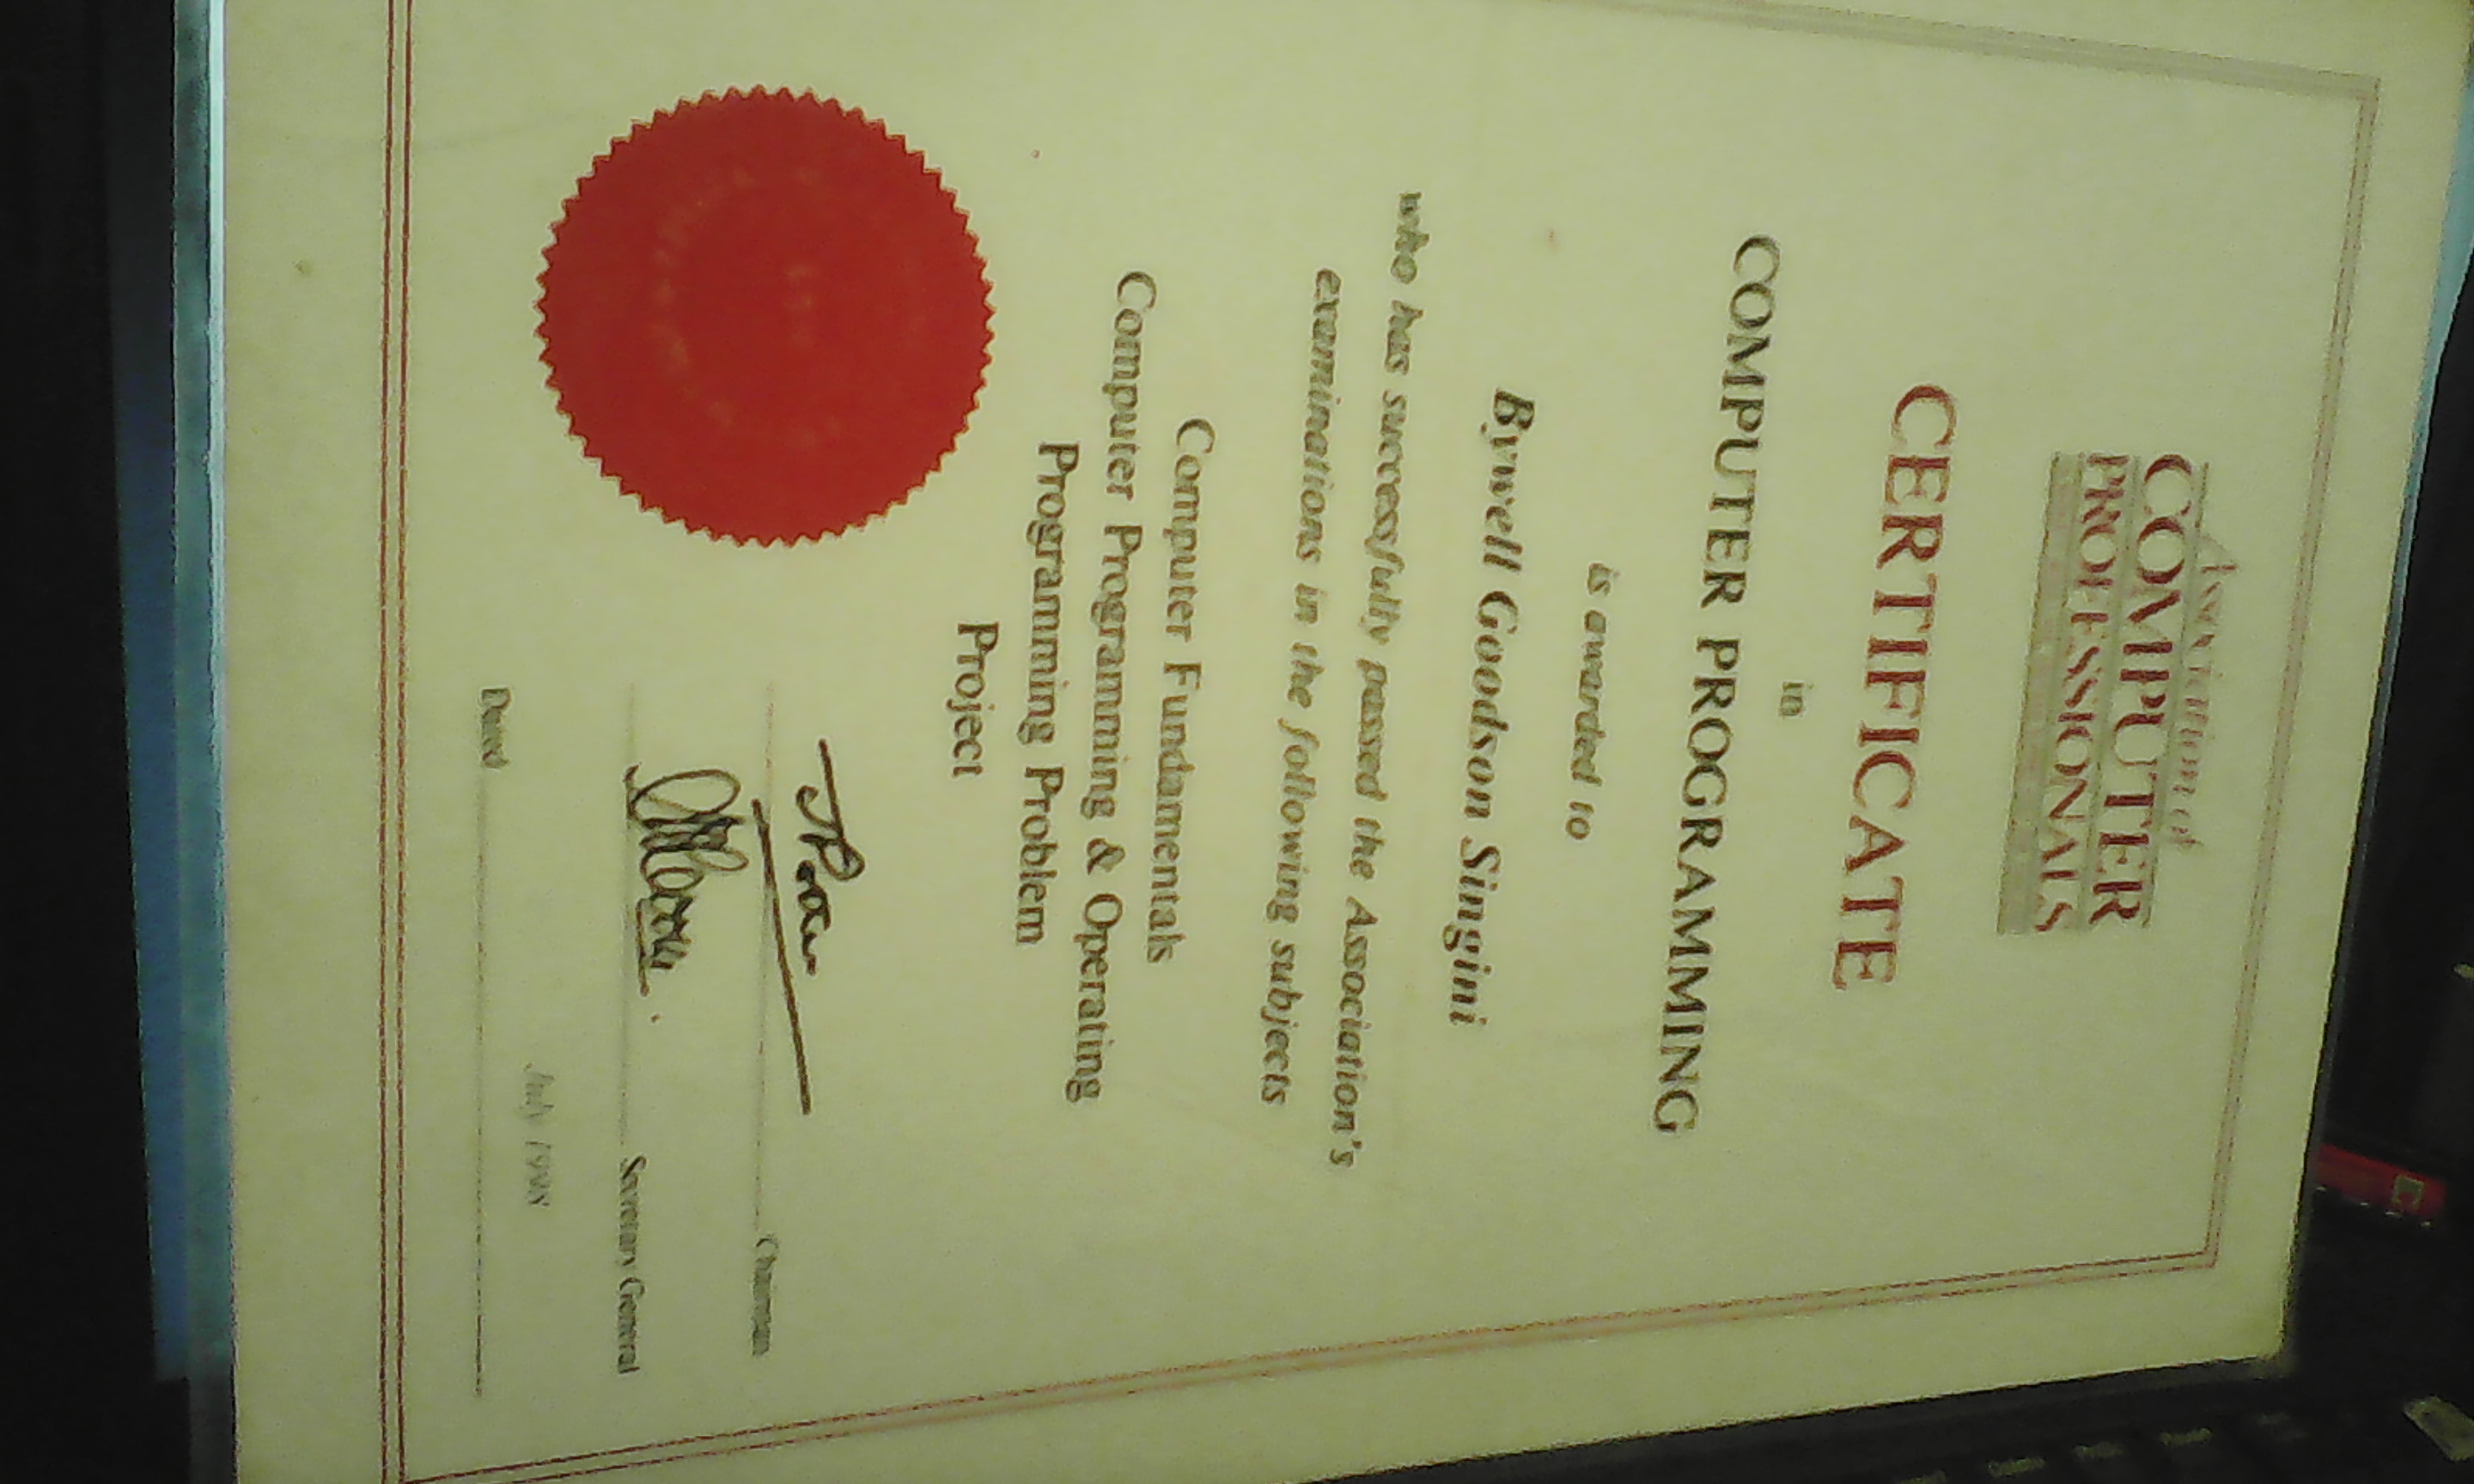 Association of
COMPUTER
PROFESSIONALS
CERTIFICATE
in
COMPUTER PROGRAMMING
is awarded to
Bywell Goodson Singini
who has successfully passed the Association's
examinations in the following subjects
Computer Fundamentals
Computer Programming & Operating
Programming Problem
Project
Chairman
Secretary General
July
Dated